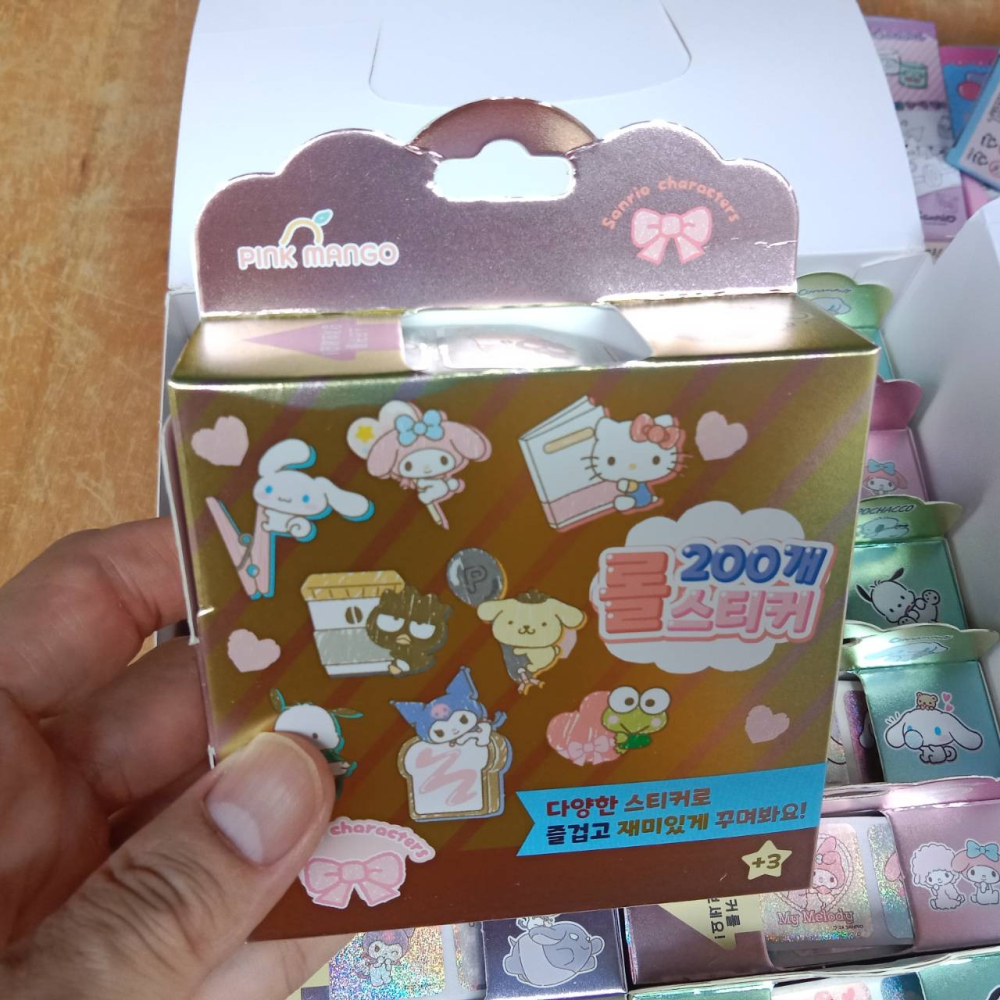 PINK MANGO
Sanrio characters
200개
롤스티커
P
characters
다양한 스티커로
즐겁고 재미있게 꾸며봐요!
+3
POCHACCO
My Melody